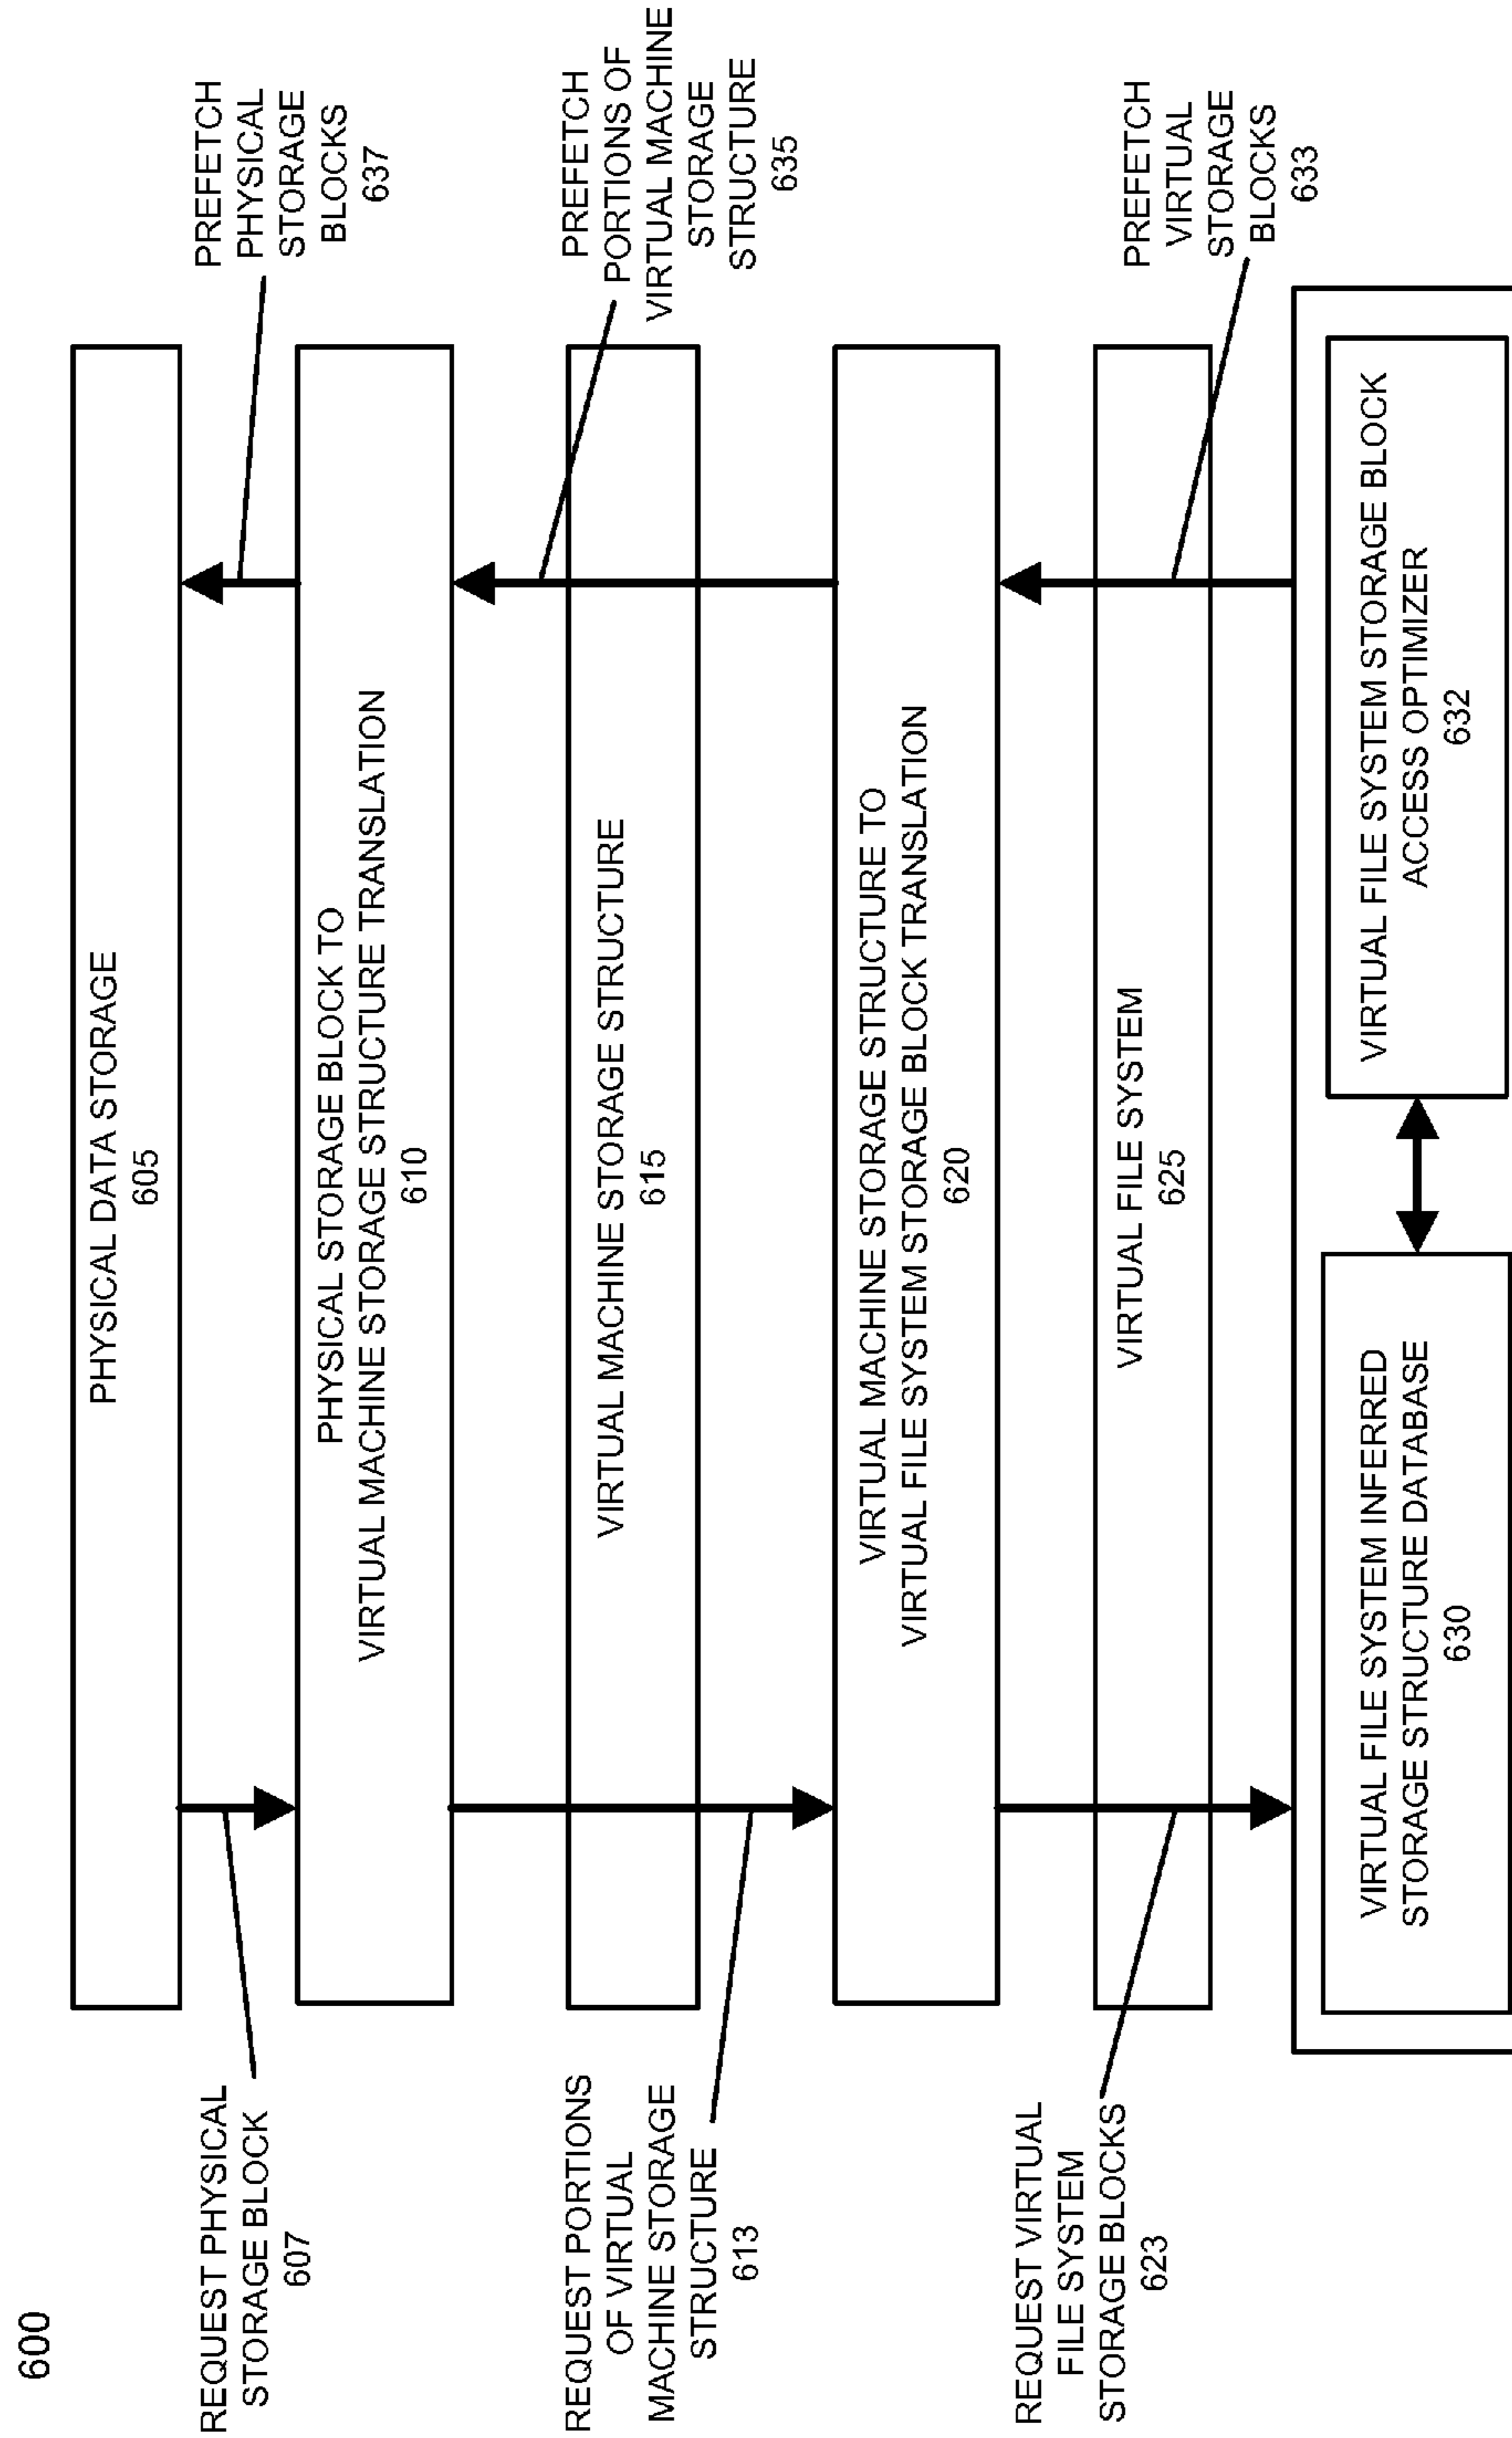 600
PHYSICAL DATA STORAGE
605
REQUEST PHYSICAL
STORAGE BLOCK
607
PREFETCH
PHYSICAL
STORAGE
BLOCKS
637
PHYSICAL STORAGE BLOCK TO
VIRTUAL MACHINE STORAGE STRUCTURE TRANSLATION
610
REQUEST PORTIONS
OF VIRTUAL
MACHINE STORAGE
STRUCTURE
613
VIRTUAL MACHINE STORAGE STRUCTURE
615
PREFETCH
PORTIONS OF
VIRTUAL MACHINE
STORAGE
STRUCTURE
635
VIRTUAL MACHINE STORAGE STRUCTURE TO
VIRTUAL FILE SYSTEM STORAGE BLOCK TRANSLATION
620
REQUEST VIRTUAL
FILE SYSTEM
STORAGE BLOCKS
623
VIRTUAL FILE SYSTEM
625
PREFETCH
VIRTUAL
STORAGE
BLOCKS
633
VIRTUAL FILE SYSTEM INFERRED
STORAGE STRUCTURE DATABASE
630
VIRTUAL FILE SYSTEM STORAGE BLOCK
ACCESS OPTIMIZER
632